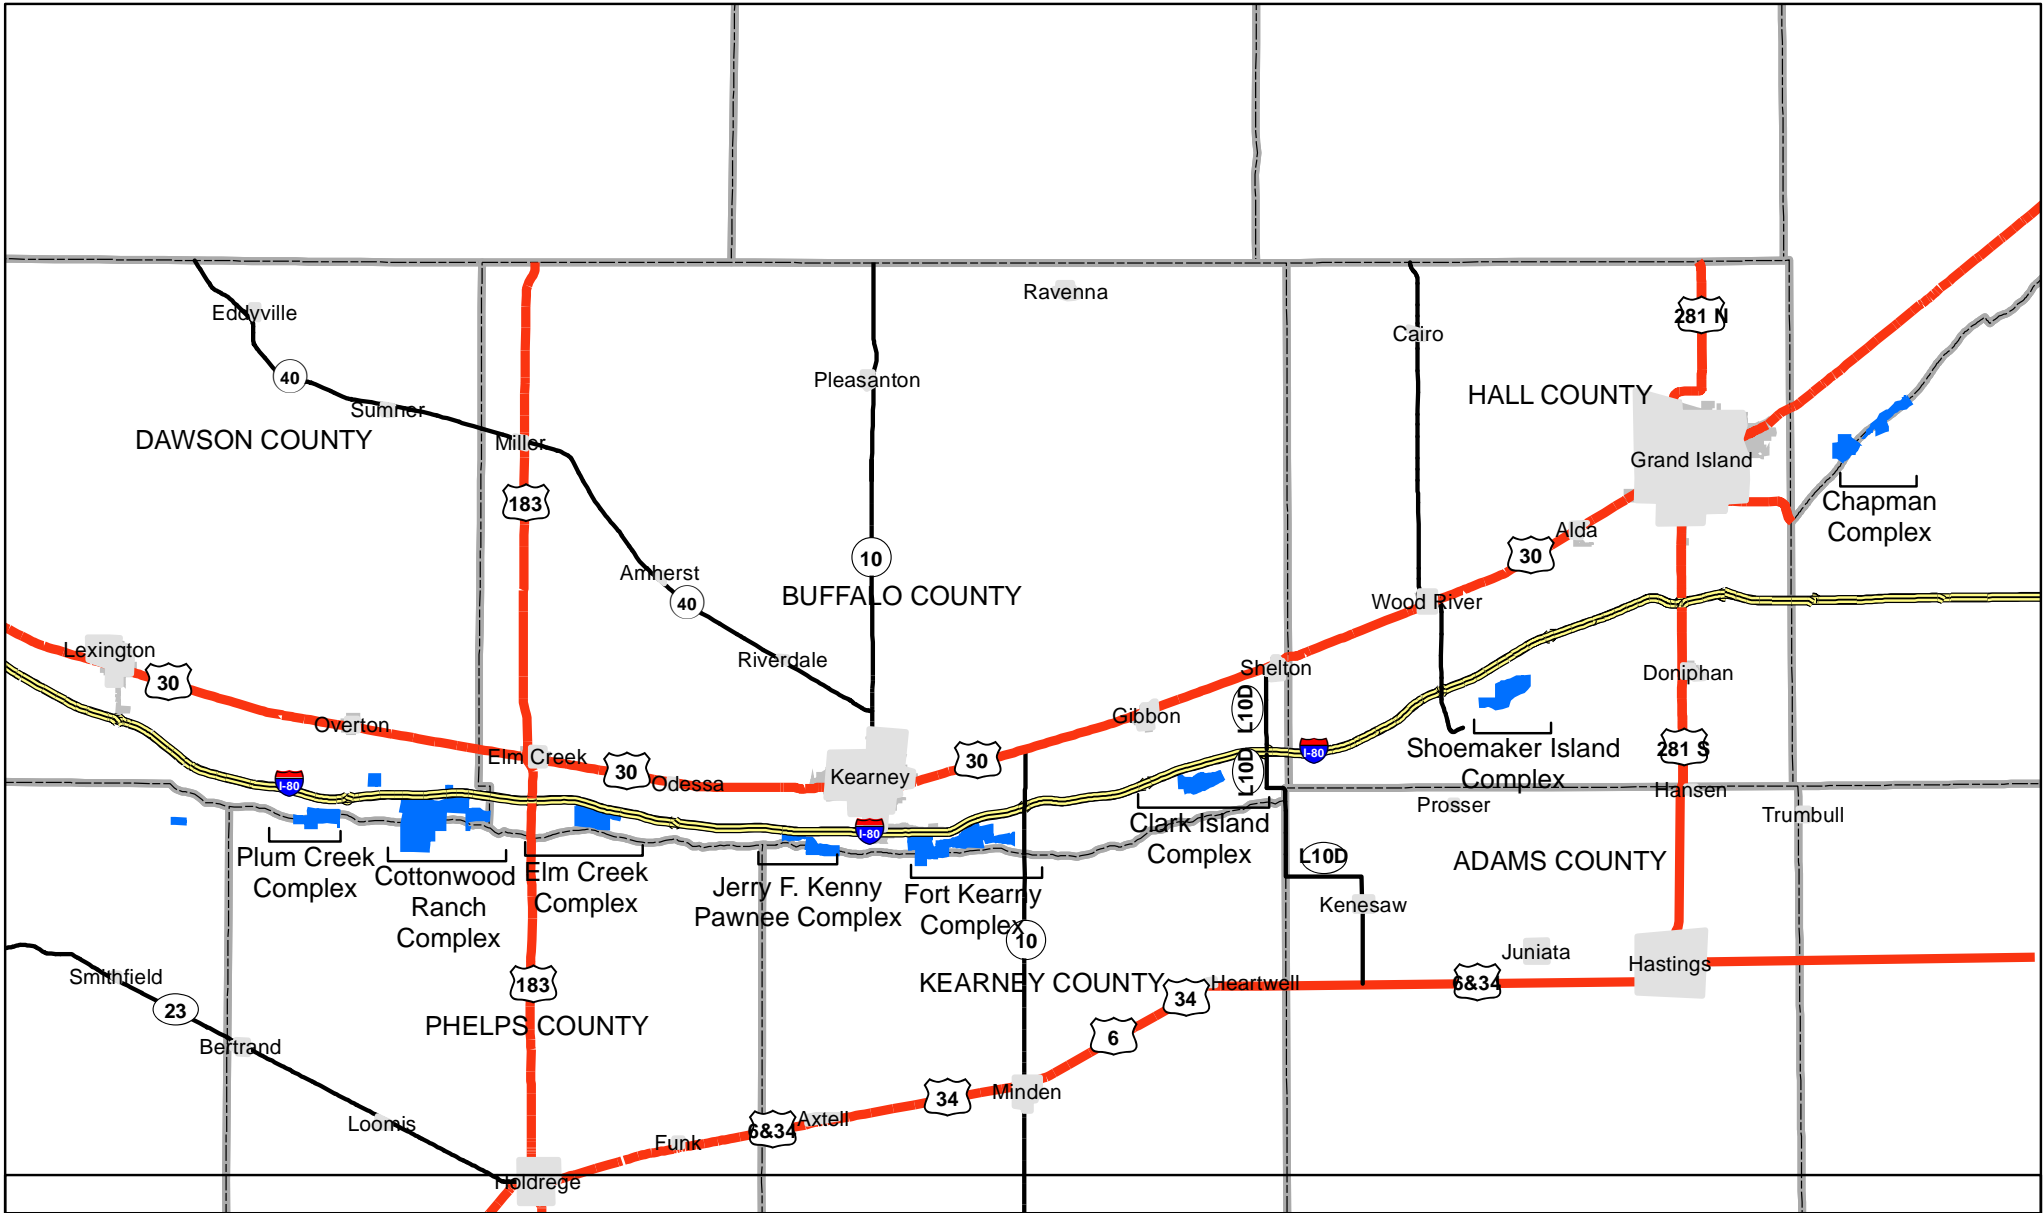 Ravenna
Eddyville
281 N
Cairo
40
Pleasanton
HALL COUNTY
Sumner
DAWSON COUNTY
Miller
Grand Island
183
Chapman
Complex
Alda
30
10
Amherst
BUFFALO COUNTY
40
Wood River
Lexington
Riverdale
Shelton
30
Doniphan
L10D
Gibbon
Overton
281 S
Shoemaker Island
Complex
I-80
Elm Creek
30
30
L10D
Kearney
Odessa
I-80
Hansen
Prosser
Trumbull
Clark Island
Complex
I-80
Plum Creek
Complex
L10D
ADAMS COUNTY
Cottonwood
Ranch
Complex
Elm Creek
Complex
Jerry F. Kenny
Pawnee Complex
Fort Kearny
Complex
Kenesaw
10
Juniata
Hastings
Smithfield
KEARNEY COUNTY
Heartwell
6&34
183
34
23
PHELPS COUNTY
6
Bertrand
Minden
34
Axtell
Loomis
6&34
Funk
Holdrege